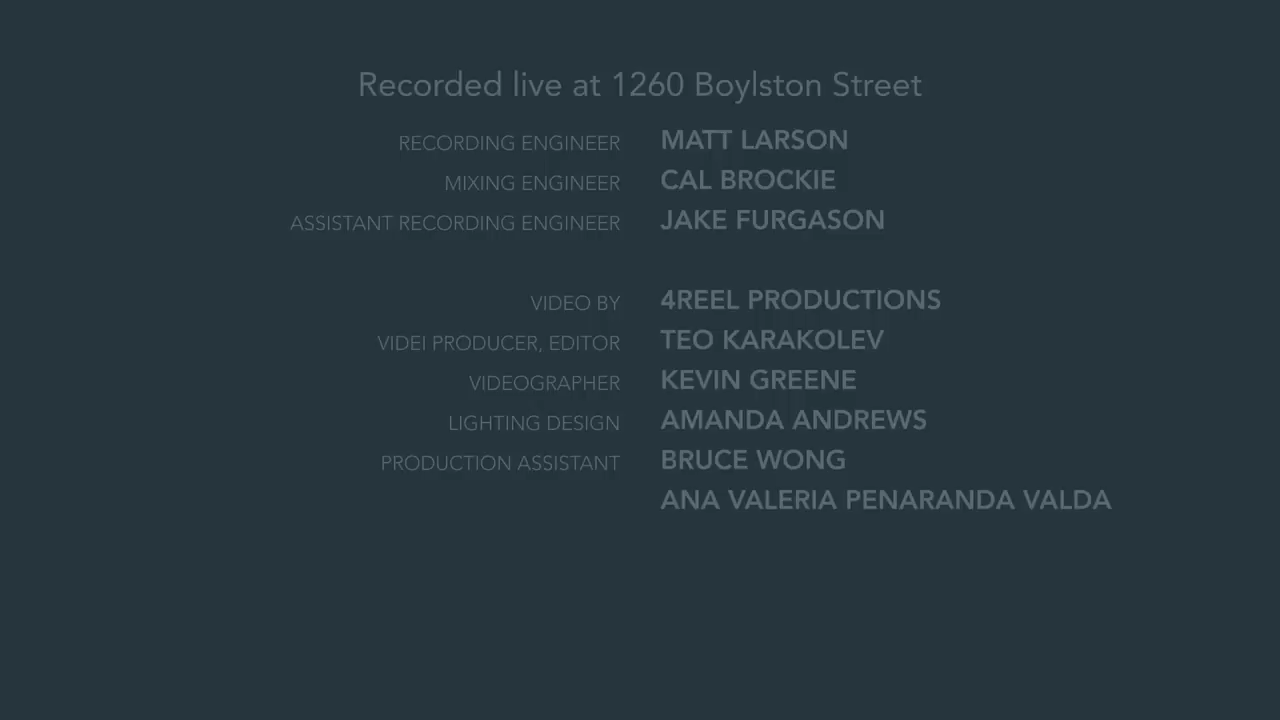 Recorded live at 1260 Boylston Street
RECORDING ENGINEER MATT LARSON
MIXING ENGINEER CAL BROCKIE
ASSISTANT RECORDING ENGINEER JAKE FURGASON
VIDEO BY 4REEL PRODUCTIONS
VIDEI PRODUCER, EDITOR TEO KARAKOLEV
VIDEOGRAPHER KEVIN GREENE
LIGHTING DESIGN AMANDA ANDREWS
PRODUCTION ASSISTANT BRUCE WONG
ANA VALERIA PENARANDA VALDA